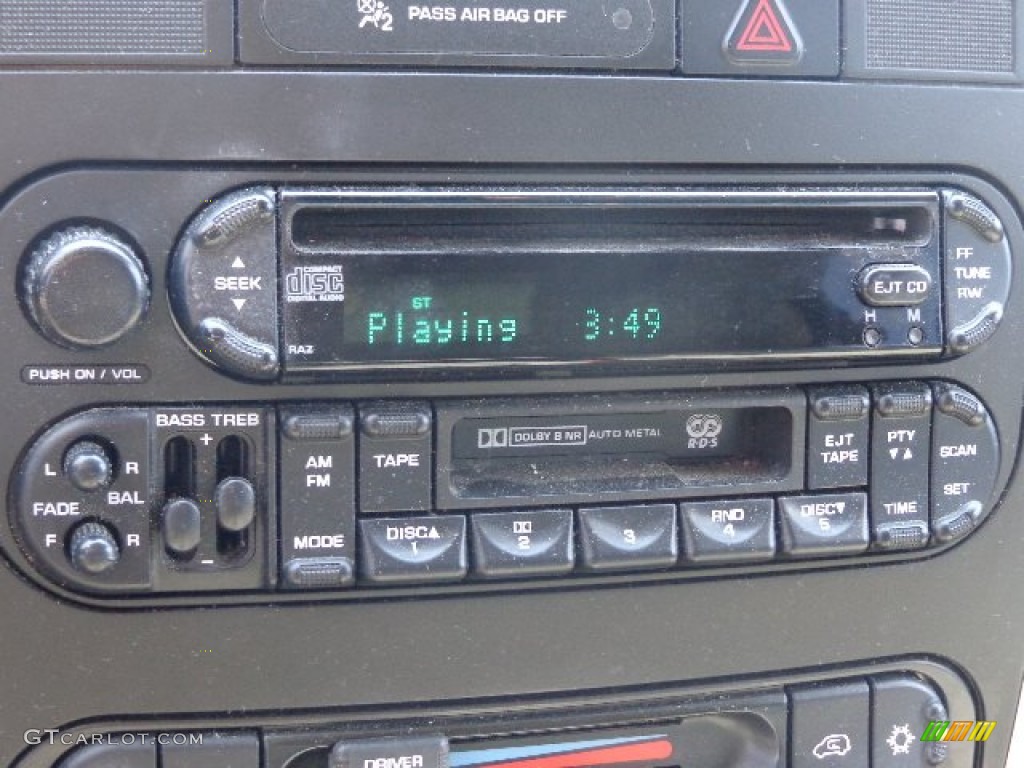 2 PASS AIR BAG OFF
SEEK
COMPACT
disc
DIGITAL AUDIO
ST
Playing 3:49
RAZ
EJT CD
H M
FF
TUNE
RW
PUSH ON / VOL
BASS TREB
+
−
L R
FADE BAL
F R
AM
FM
MODE
TAPE
DOLBY B NR AUTO METAL
R·D·S
EJT
TAPE
PTY
TIME
SCAN
SET
DISC
1
2
3
RND
4
DISC
5
DRIVER
GTCARLOT.COM